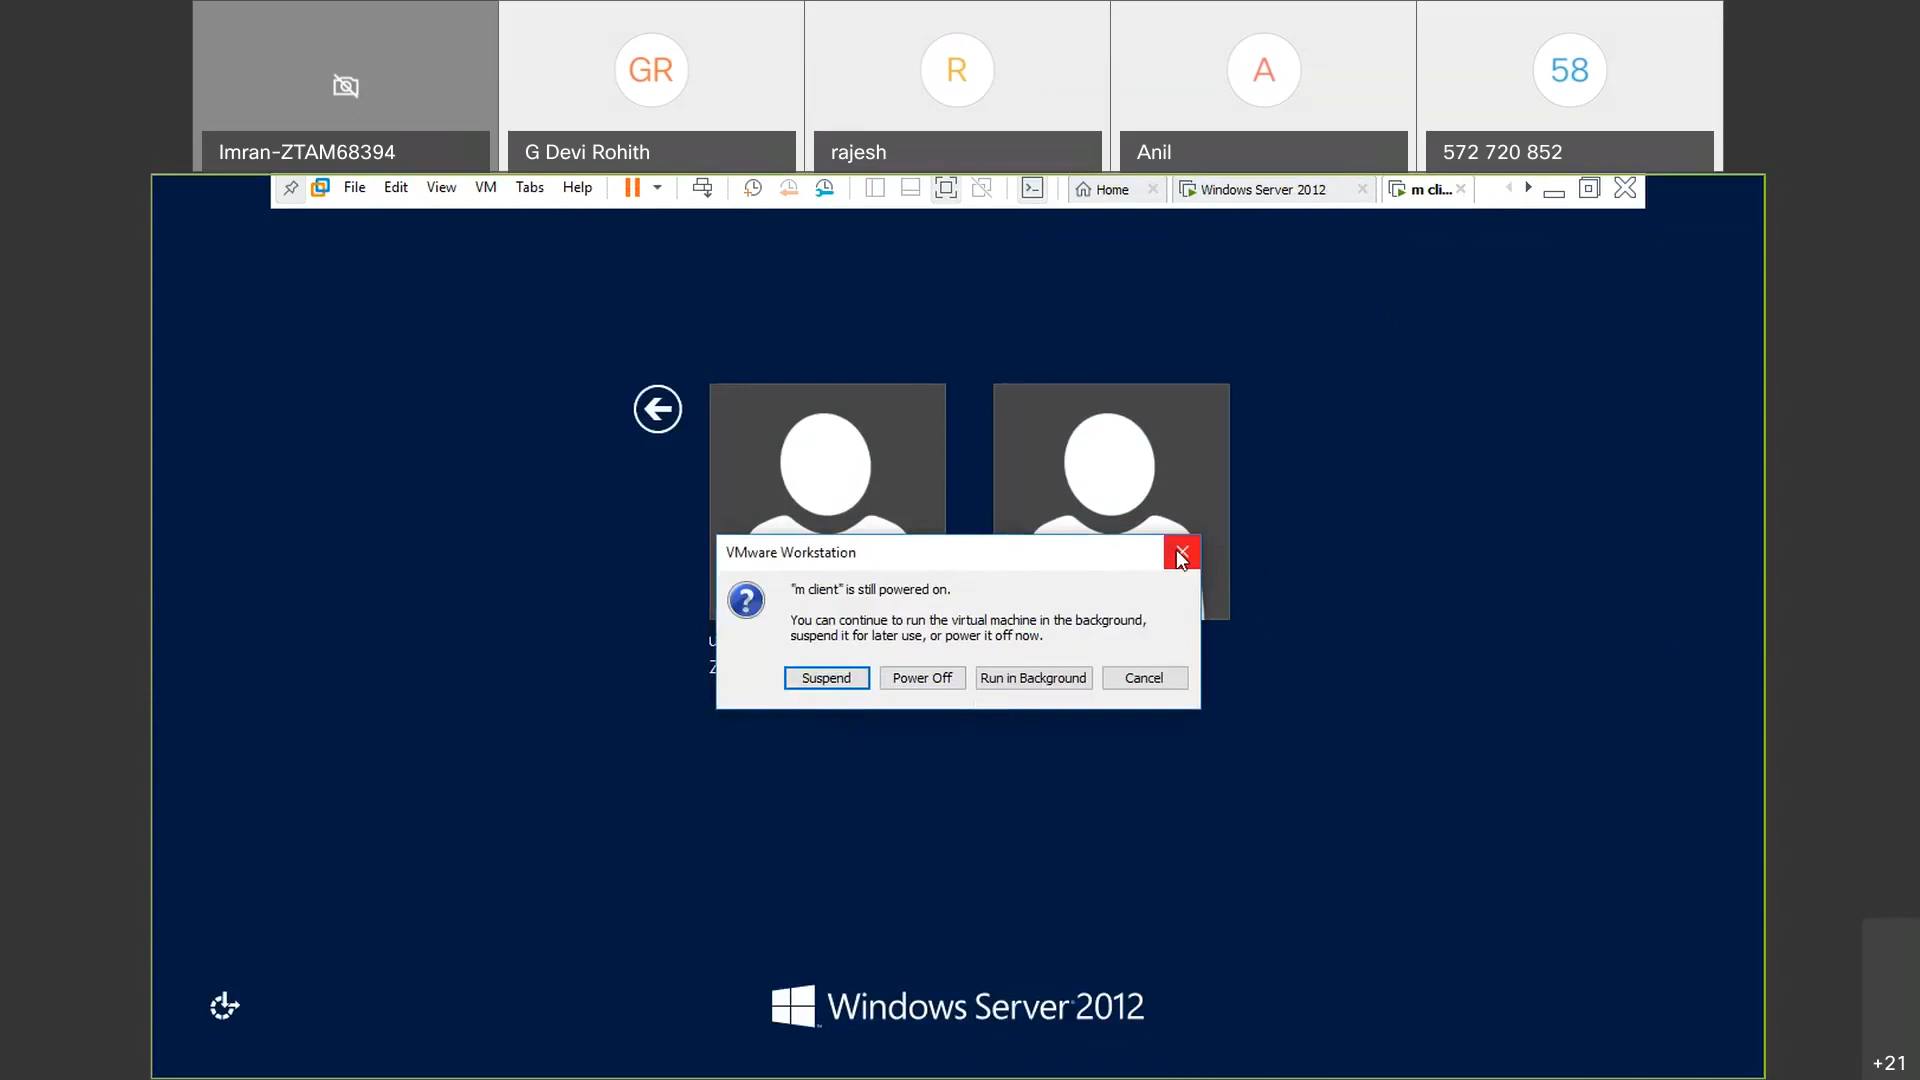 GR
R
A
58
Imran-ZTAM68394
G Devi Rohith
rajesh
Anil
572 720 852
File Edit View VM Tabs Help
Home
Windows Server 2012
m cli...
VMware Workstation
"m client" is still powered on.
You can continue to run the virtual machine in the background,
suspend it for later use, or power it off now.
Suspend
Power Off
Run in Background
Cancel
Windows Server 2012
+21